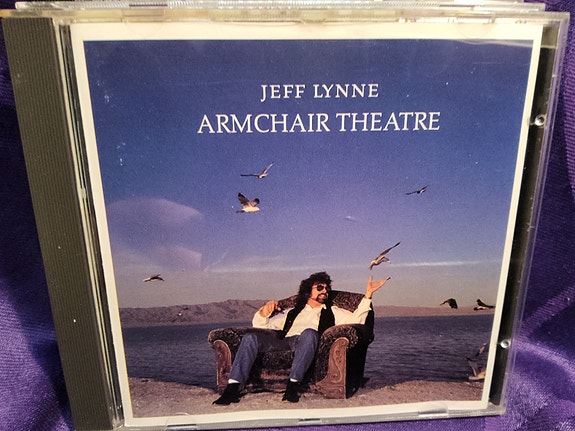 JEFF LYNNE
ARMCHAIR THEATRE